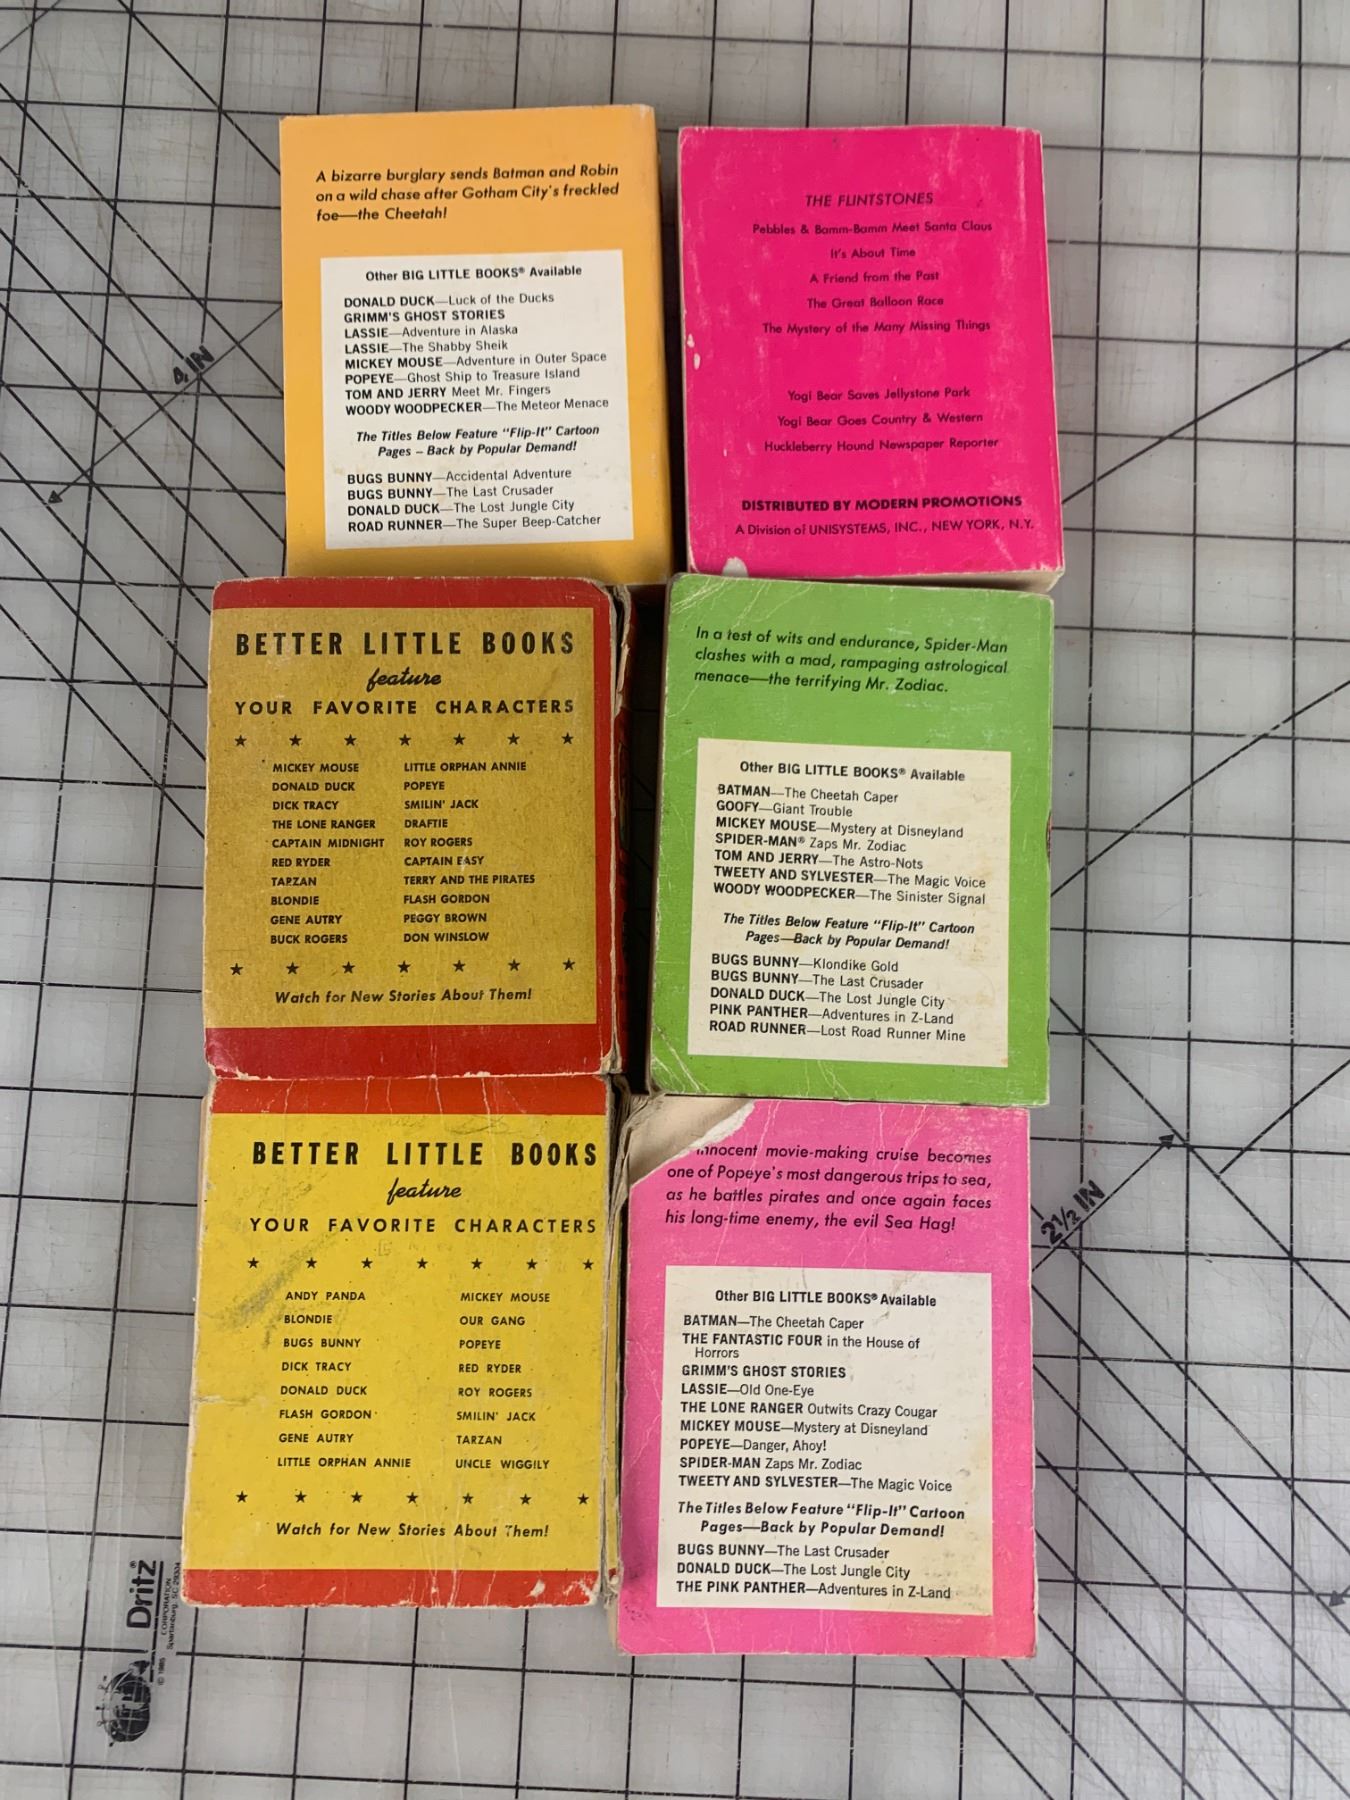 A bizarre burglary sends Batman and Robin
on a wild chase after Gotham City's freckled
foe—the Cheetah!
Other BIG LITTLE BOOKS® Available
DONALD DUCK—Luck of the Ducks
GRIMM'S GHOST STORIES
LASSIE—Adventure in Alaska
LASSIE—The Shabby Sheik
MICKEY MOUSE—Adventure in Outer Space
POPEYE—Ghost Ship to Treasure Island
TOM AND JERRY Meet Mr. Fingers
WOODY WOODPECKER—The Meteor Menace
The Titles Below Feature "Flip-It" Cartoon
Pages – Back by Popular Demand!
BUGS BUNNY—Accidental Adventure
BUGS BUNNY—The Last Crusader
DONALD DUCK—The Lost Jungle City
ROAD RUNNER—The Super Beep-Catcher
THE FLINTSTONES
Pebbles & Bamm-Bamm Meet Santa Claus
It's About Time
A Friend from the Past
The Great Balloon Race
The Mystery of the Many Missing Things
Yogi Bear Saves Jellystone Park
Yogi Bear Goes Country & Western
Huckleberry Hound Newspaper Reporter
DISTRIBUTED BY MODERN PROMOTIONS
A Division of UNISYSTEMS, INC., NEW YORK, N.Y.
4 IN
BETTER LITTLE BOOKS
feature
YOUR FAVORITE CHARACTERS
MICKEY MOUSE
DONALD DUCK
DICK TRACY
THE LONE RANGER
CAPTAIN MIDNIGHT
RED RYDER
TARZAN
BLONDIE
GENE AUTRY
BUCK ROGERS
LITTLE ORPHAN ANNIE
POPEYE
SMILIN' JACK
DRAFTIE
ROY ROGERS
CAPTAIN EASY
TERRY AND THE PIRATES
FLASH GORDON
PEGGY BROWN
DON WINSLOW
Watch for New Stories About Them!
In a test of wits and endurance, Spider-Man
clashes with a mad, rampaging astrological
menace—the terrifying Mr. Zodiac.
Other BIG LITTLE BOOKS® Available
BATMAN—The Cheetah Caper
GOOFY—Giant Trouble
MICKEY MOUSE—Mystery at Disneyland
SPIDER-MAN® Zaps Mr. Zodiac
TOM AND JERRY—The Astro-Nots
TWEETY AND SYLVESTER—The Magic Voice
WOODY WOODPECKER—The Sinister Signal
The Titles Below Feature "Flip-It" Cartoon
Pages—Back by Popular Demand!
BUGS BUNNY—Klondike Gold
BUGS BUNNY—The Last Crusader
DONALD DUCK—The Lost Jungle City
PINK PANTHER—Adventures in Z-Land
ROAD RUNNER—Lost Road Runner Mine
BETTER LITTLE BOOKS
feature
YOUR FAVORITE CHARACTERS
ANDY PANDA
BLONDIE
BUGS BUNNY
DICK TRACY
DONALD DUCK
FLASH GORDON
GENE AUTRY
LITTLE ORPHAN ANNIE
MICKEY MOUSE
OUR GANG
POPEYE
RED RYDER
ROY ROGERS
SMILIN' JACK
TARZAN
UNCLE WIGGILY
Watch for New Stories About Them!
innocent movie-making cruise becomes
one of Popeye's most dangerous trips to sea,
as he battles pirates and once again faces
his long-time enemy, the evil Sea Hag!
Other BIG LITTLE BOOKS® Available
BATMAN—The Cheetah Caper
THE FANTASTIC FOUR in the House of
Horrors
GRIMM'S GHOST STORIES
LASSIE—Old One-Eye
THE LONE RANGER Outwits Crazy Cougar
MICKEY MOUSE—Mystery at Disneyland
POPEYE—Danger, Ahoy!
SPIDER-MAN Zaps Mr. Zodiac
TWEETY AND SYLVESTER—The Magic Voice
The Titles Below Feature "Flip-It" Cartoon
Pages—Back by Popular Demand!
BUGS BUNNY—The Last Crusader
DONALD DUCK—The Lost Jungle City
THE PINK PANTHER—Adventures in Z-Land
2½ IN
Dritz®
CORPORATION
Spartanburg, SC 29304
© 1985